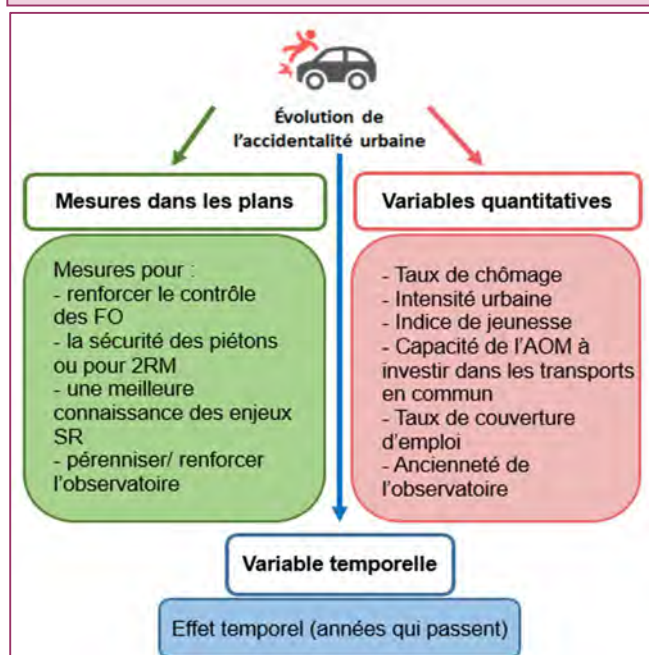 Évolution de
l'accidentalité urbaine
Mesures dans les plans
Mesures pour :
- renforcer le contrôle
des FO
- la sécurité des piétons
ou pour 2RM
- une meilleure
connaissance des enjeux
SR
- pérenniser/ renforcer
l'observatoire
Variables quantitatives
- Taux de chômage
- Intensité urbaine
- Indice de jeunesse
- Capacité de l'AOM à
investir dans les transports
en commun
- Taux de couverture
d'emploi
- Ancienneté de
l'observatoire
Variable temporelle
Effet temporel (années qui passent)